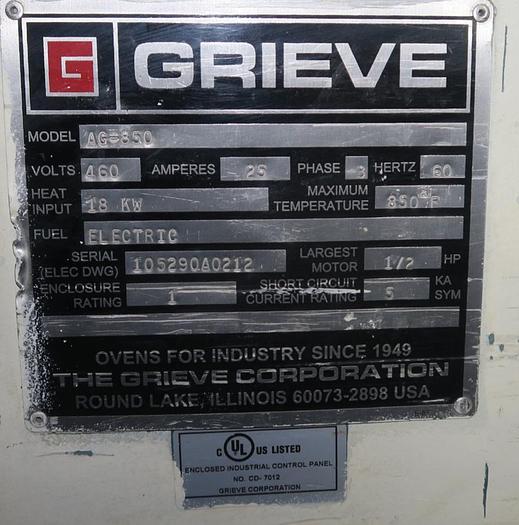 G GRIEVE
MODEL AG-850
VOLTS 460 AMPERES 25 PHASE 3 HERTZ 60
HEAT INPUT 18 KW MAXIMUM TEMPERATURE 850°F
FUEL ELECTRIC
SERIAL (ELEC DWG) 105290A0212 LARGEST MOTOR 1/2 HP
ENCLOSURE RATING 1 SHORT CIRCUIT CURRENT RATING 5 KA SYM
OVENS FOR INDUSTRY SINCE 1949
THE GRIEVE CORPORATION
ROUND LAKE, ILLINOIS 60073-2898 USA
C UL US LISTED
ENCLOSED INDUSTRIAL CONTROL PANEL
NO. CD- 7012
GRIEVE CORPORATION